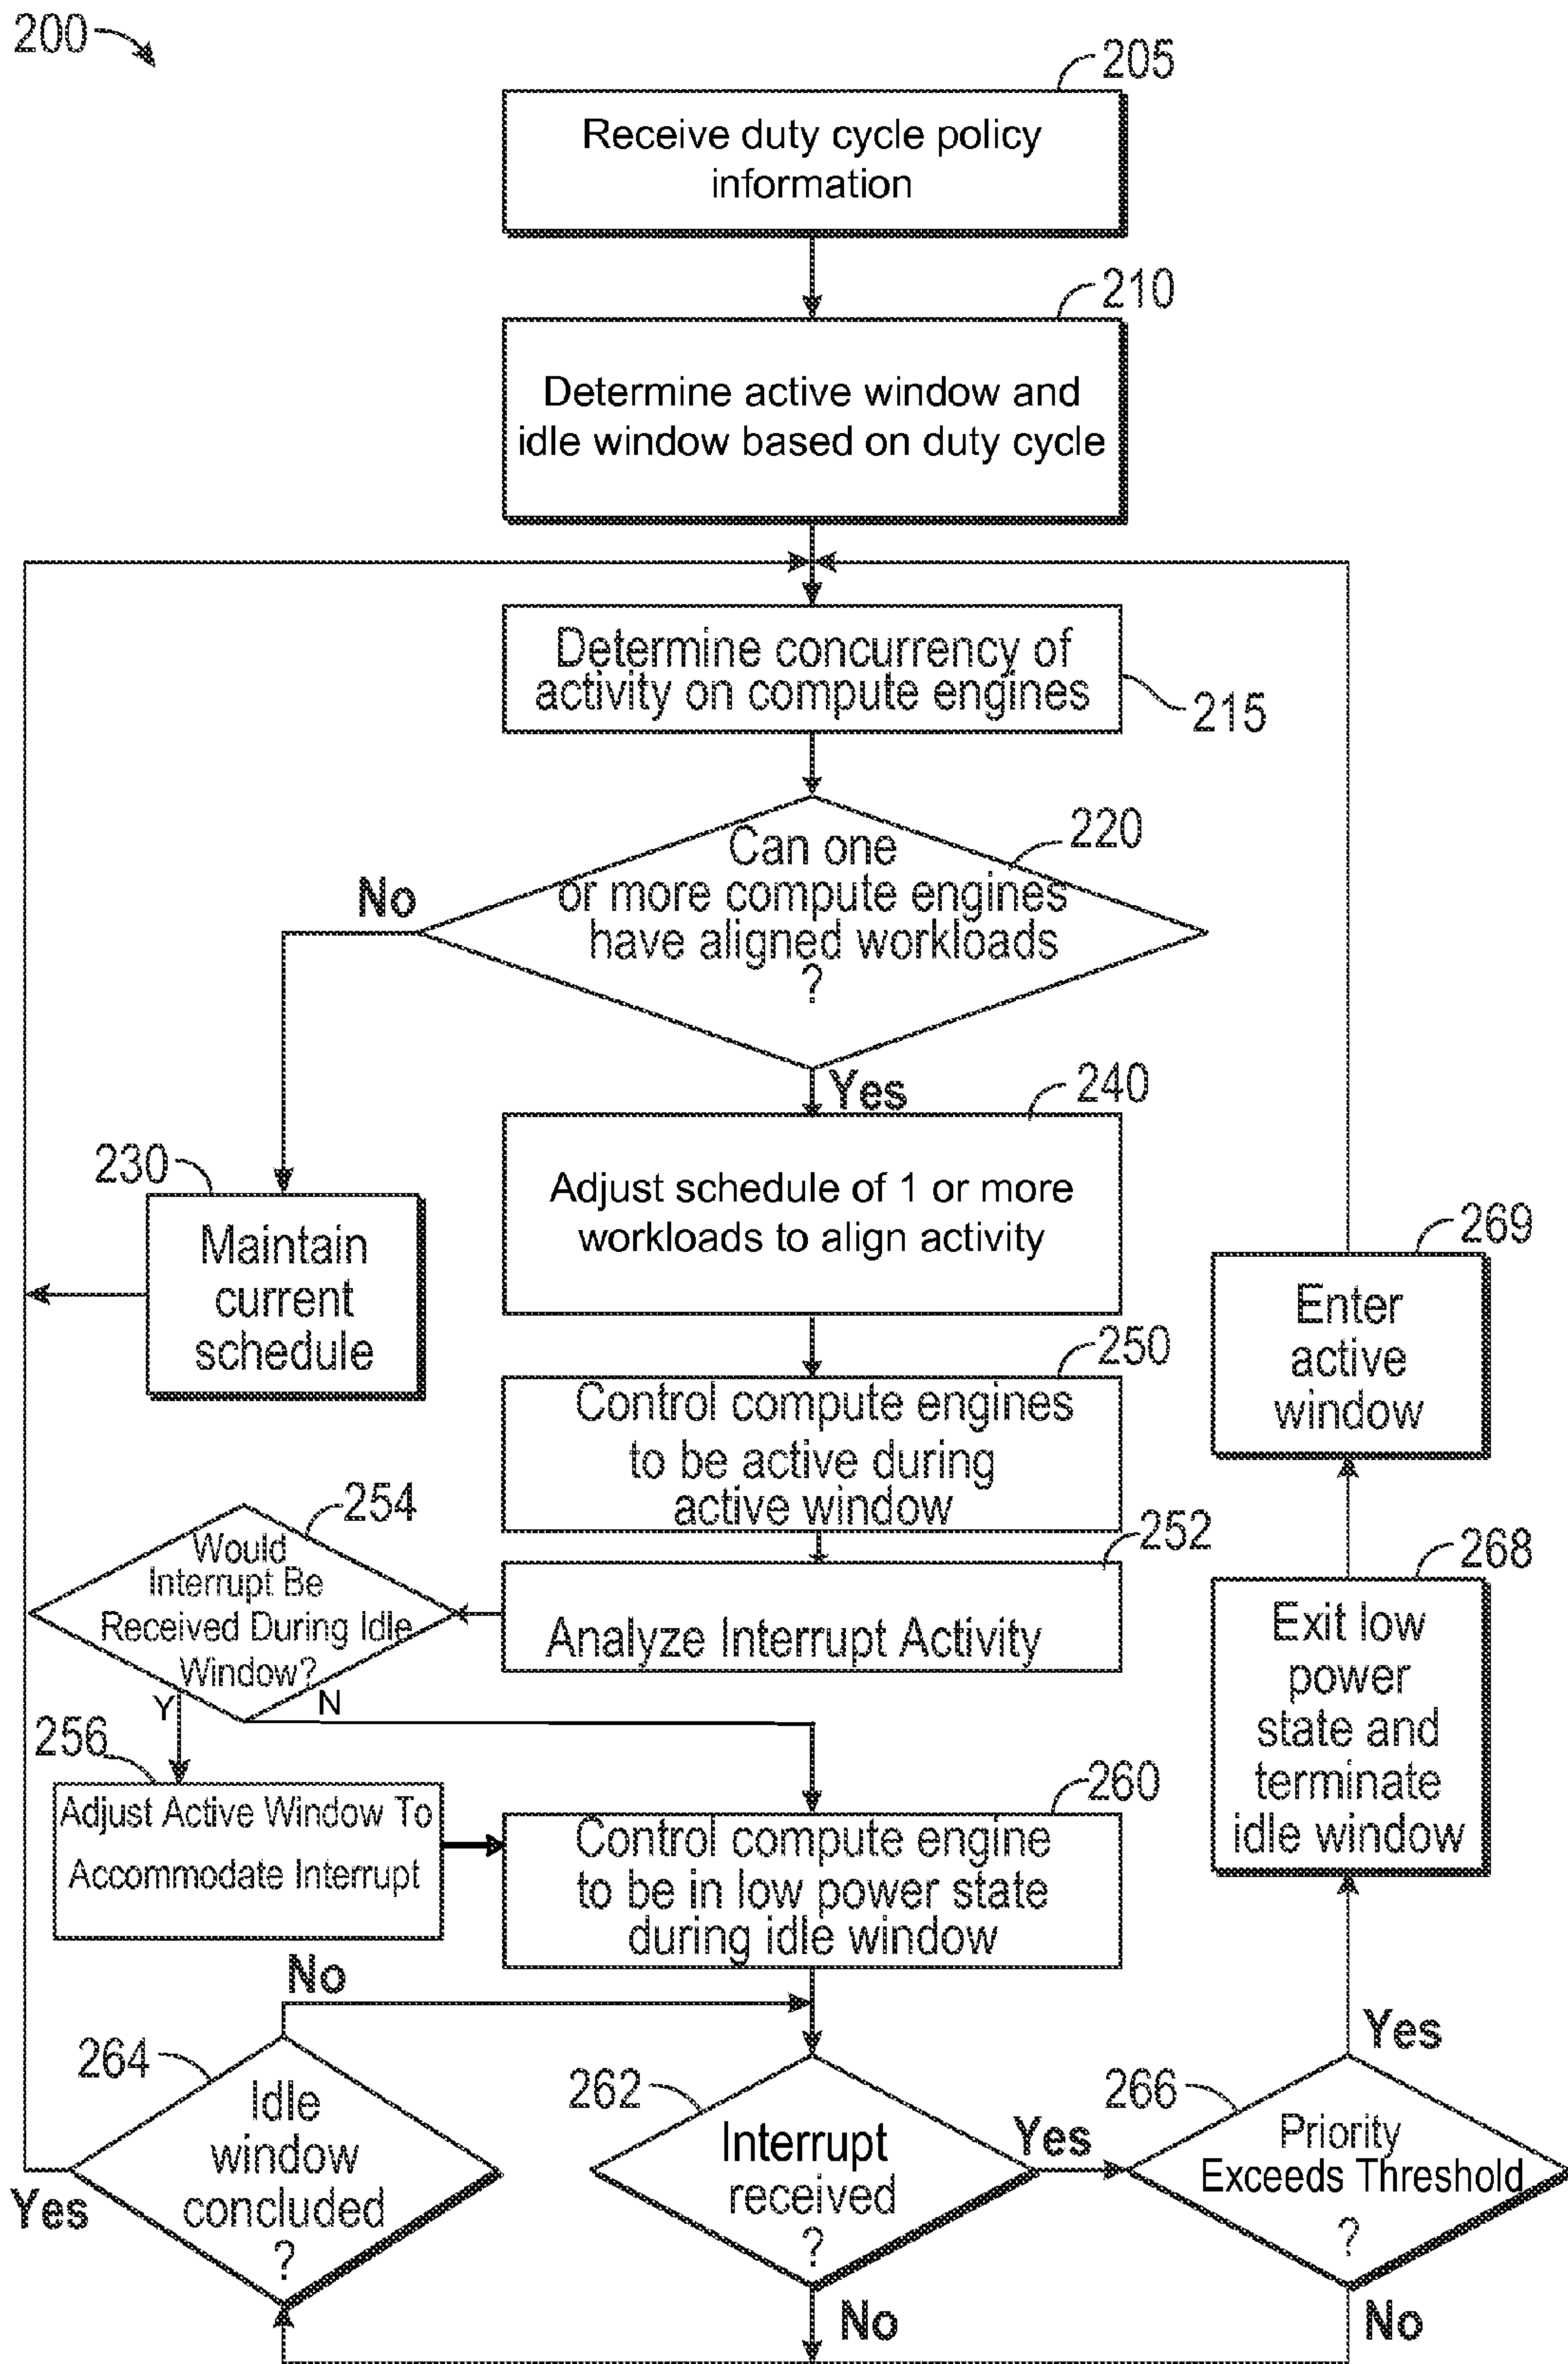 200
205
Receive duty cycle policy
information
210
Determine active window and
idle window based on duty cycle
Determine concurrency of
activity on compute engines
215
220
Can one
or more compute engines
have aligned workloads
?
No
Yes
240
230
Maintain
current
schedule
Adjust schedule of 1 or more
workloads to align activity
269
Enter
active
window
250
Control compute engines
to be active during
active window
254
Would
Interrupt Be
Received During Idle
Window?
252
Analyze Interrupt Activity
268
Exit low
power
state and
terminate
idle window
Y
N
256
Adjust Active Window To
Accommodate Interrupt
260
Control compute engine
to be in low power state
during idle window
No
264
Idle
window
concluded
?
Yes
262
Interrupt
received
?
Yes
No
266
Priority
Exceeds Threshold
?
Yes
No